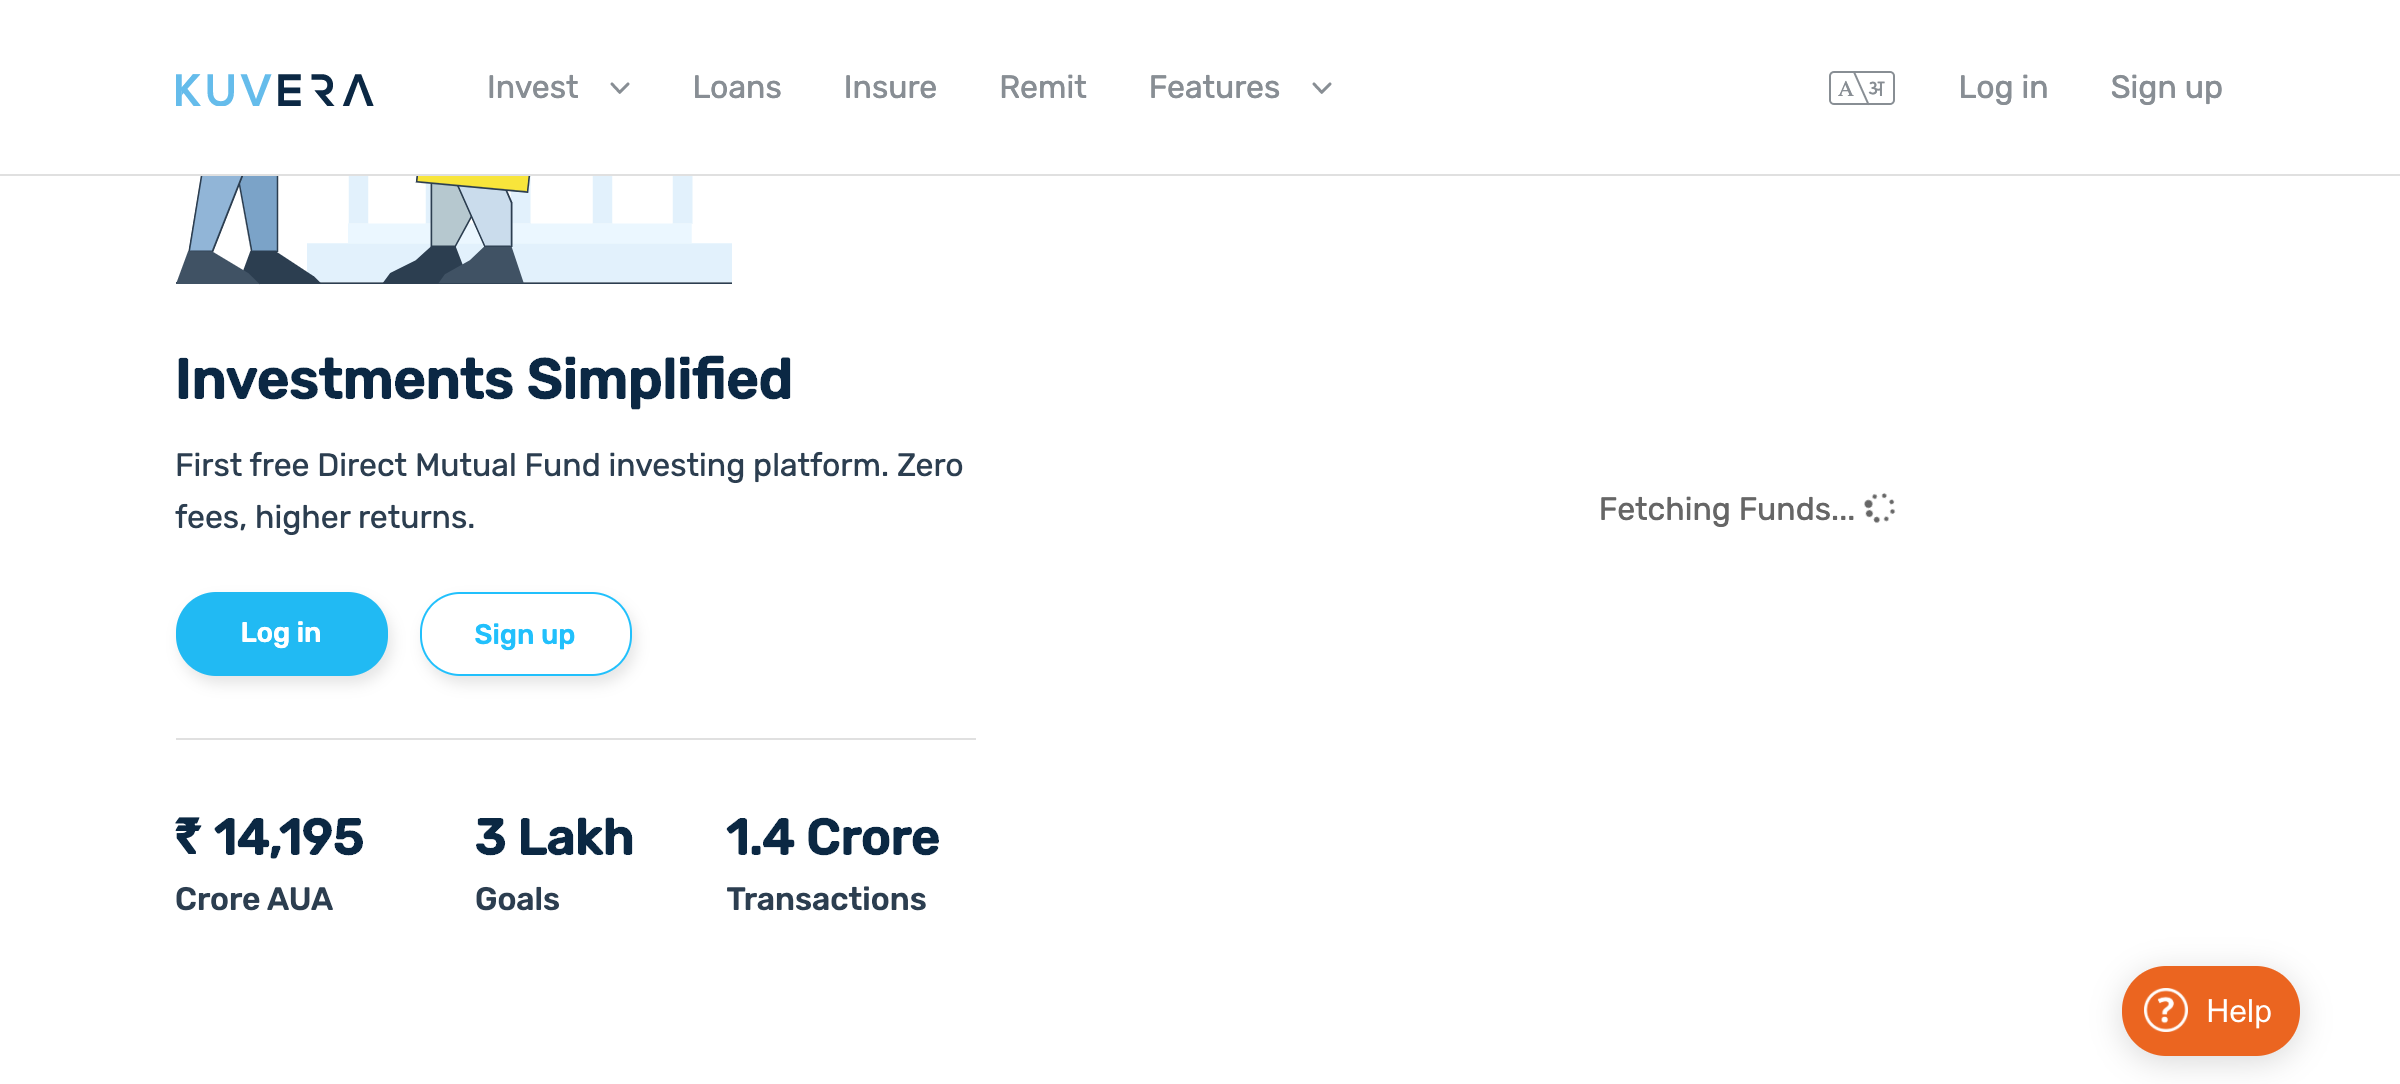 KUVERA
Invest
Loans
Insure
Remit
Features
A\अ
Log in
Sign up
Investments Simplified
First free Direct Mutual Fund investing platform. Zero
fees, higher returns.
Log in
Sign up
Fetching Funds...
₹ 14,195
Crore AUA
3 Lakh
Goals
1.4 Crore
Transactions
? Help